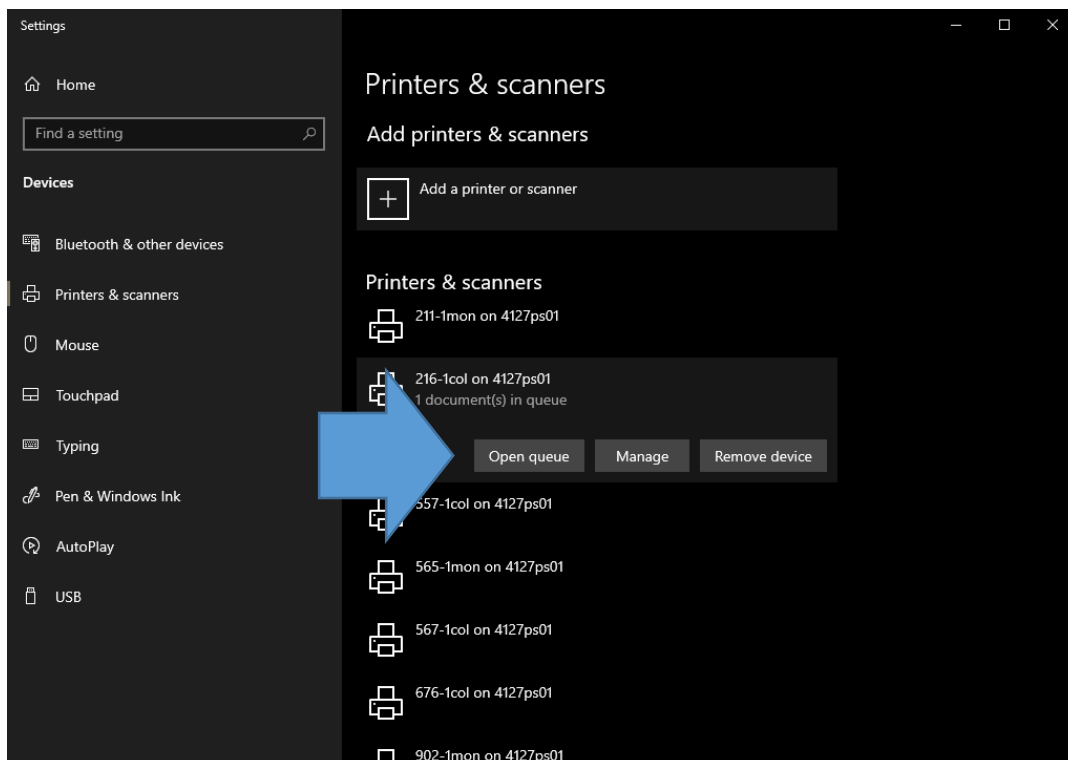 Settings
Home
Find a setting
Devices
Bluetooth & other devices
Printers & scanners
Mouse
Touchpad
Typing
Pen & Windows Ink
AutoPlay
USB
Printers & scanners
Add printers & scanners
Add a printer or scanner
Printers & scanners
211-1mon on 4127ps01
216-1col on 4127ps01
1 document(s) in queue
Open queue Manage Remove device
557-1col on 4127ps01
565-1mon on 4127ps01
567-1col on 4127ps01
676-1col on 4127ps01
902-1mon on 4127ps01